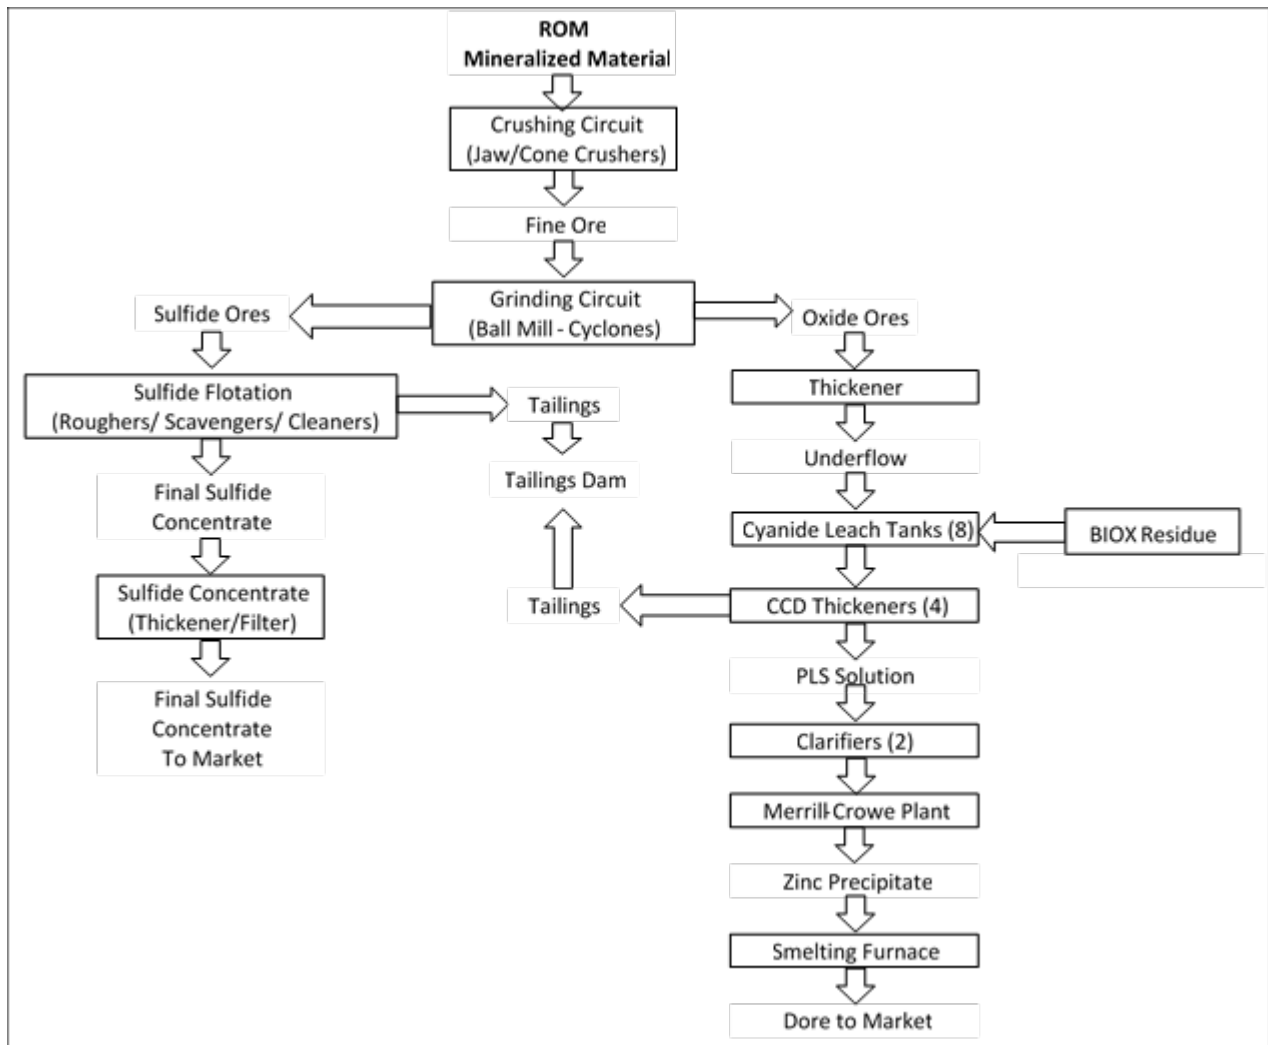 ROM
Mineralized Material
Crushing Circuit
(Jaw/Cone Crushers)
Fine Ore
Grinding Circuit
(Ball Mill - Cyclones)
Sulfide Ores
Oxide Ores
Sulfide Flotation
(Roughers/ Scavengers/ Cleaners)
Tailings
Tailings Dam
Tailings
Final Sulfide
Concentrate
Sulfide Concentrate
(Thickener/Filter)
Final Sulfide
Concentrate
To Market
Thickener
Underflow
Cyanide Leach Tanks (8)
BIOX Residue
CCD Thickeners (4)
PLS Solution
Clarifiers (2)
Merrill-Crowe Plant
Zinc Precipitate
Smelting Furnace
Dore to Market